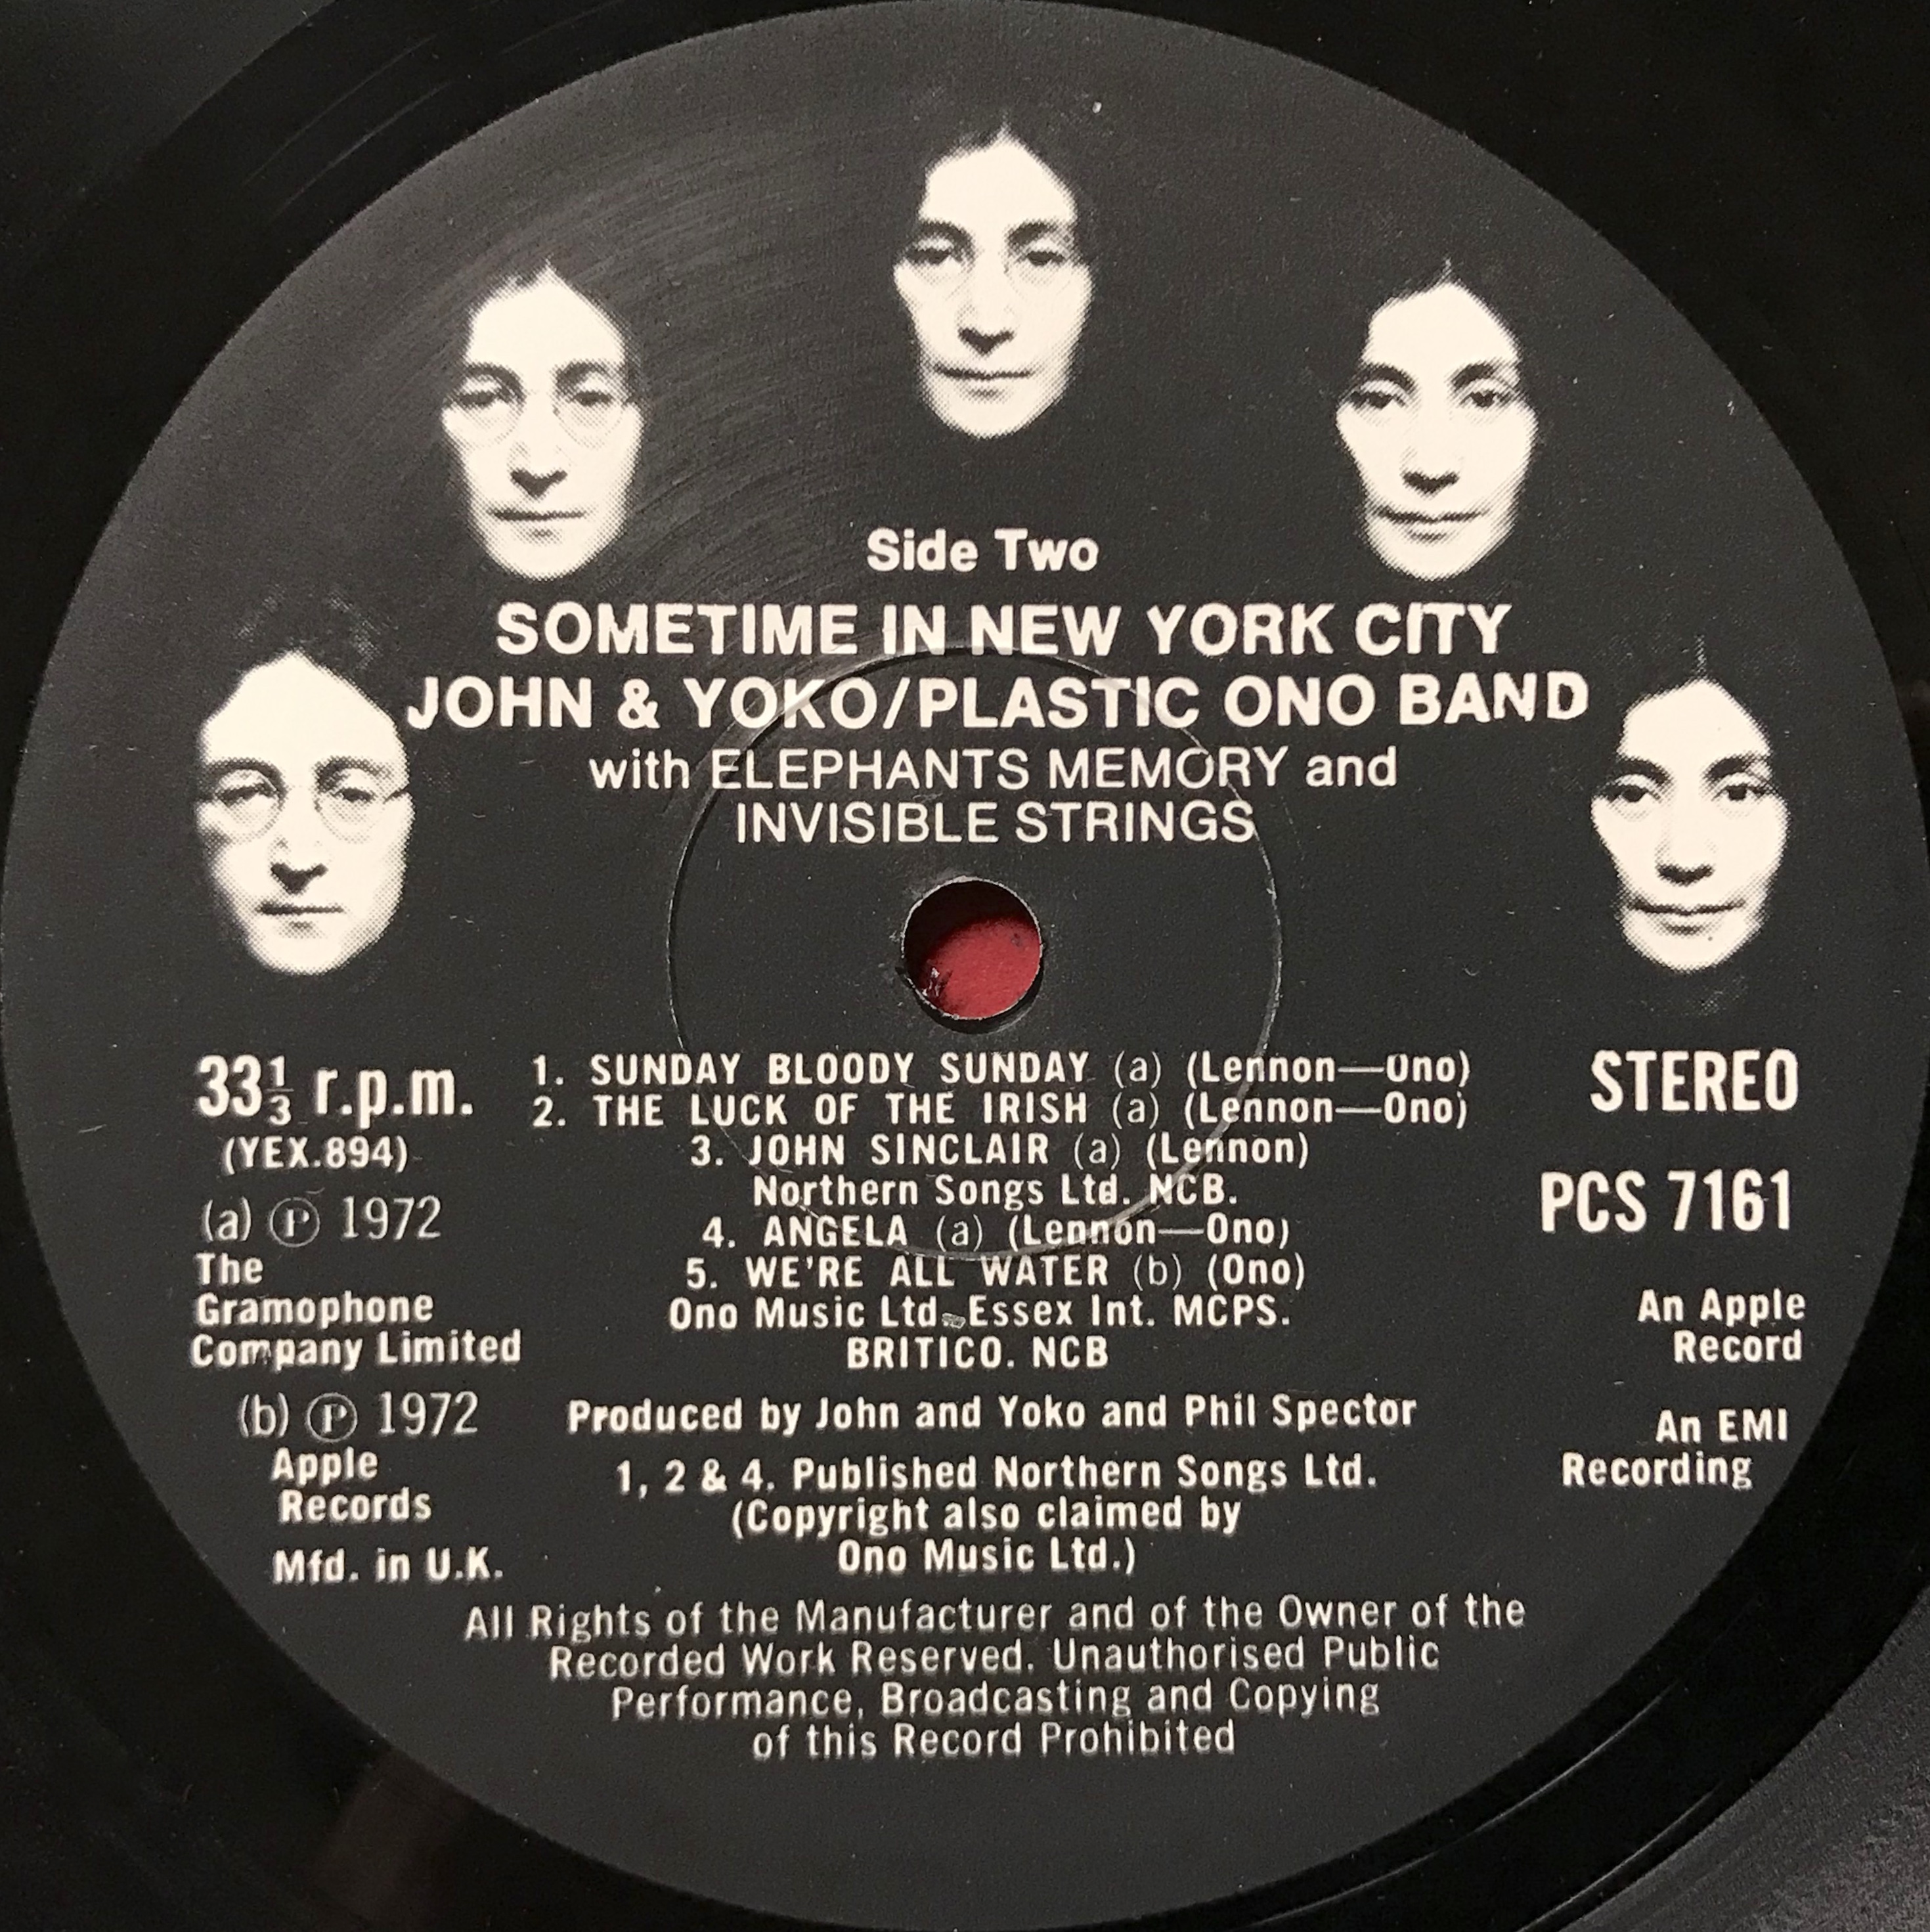 Side Two
SOMETIME IN NEW YORK CITY
JOHN & YOKO/PLASTIC ONO BAND
with ELEPHANTS MEMORY and
INVISIBLE STRINGS
33⅓ r.p.m.
(YEX.894)
(a) Ⓟ 1972
The
Gramophone
Company Limited
(b) Ⓟ 1972
Apple
Records
Mfd. in U.K.
1. SUNDAY BLOODY SUNDAY (a) (Lennon—Ono)
2. THE LUCK OF THE IRISH (a) (Lennon—Ono)
3. JOHN SINCLAIR (a) (Lennon)
Northern Songs Ltd. NCB.
4. ANGELA (a) (Lennon—Ono)
5. WE'RE ALL WATER (b) (Ono)
Ono Music Ltd. Essex Int. MCPS.
BRITICO. NCB
Produced by John and Yoko and Phil Spector
1, 2 & 4. Published Northern Songs Ltd.
(Copyright also claimed by
Ono Music Ltd.)
STEREO
PCS 7161
An Apple
Record
An EMI
Recording
All Rights of the Manufacturer and of the Owner of the
Recorded Work Reserved. Unauthorised Public
Performance, Broadcasting and Copying
of this Record Prohibited